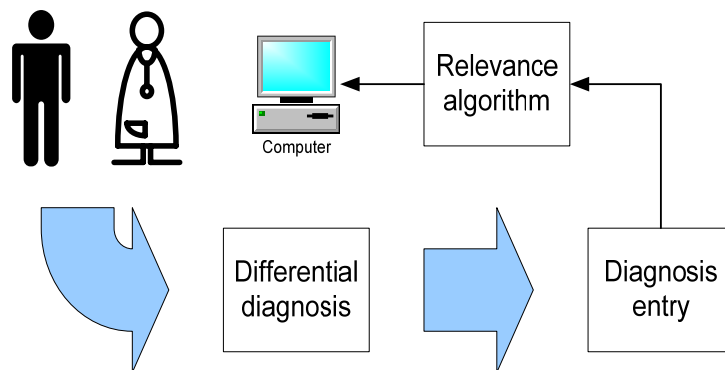 Relevance
algorithm
Computer
Differential
diagnosis
Diagnosis
entry